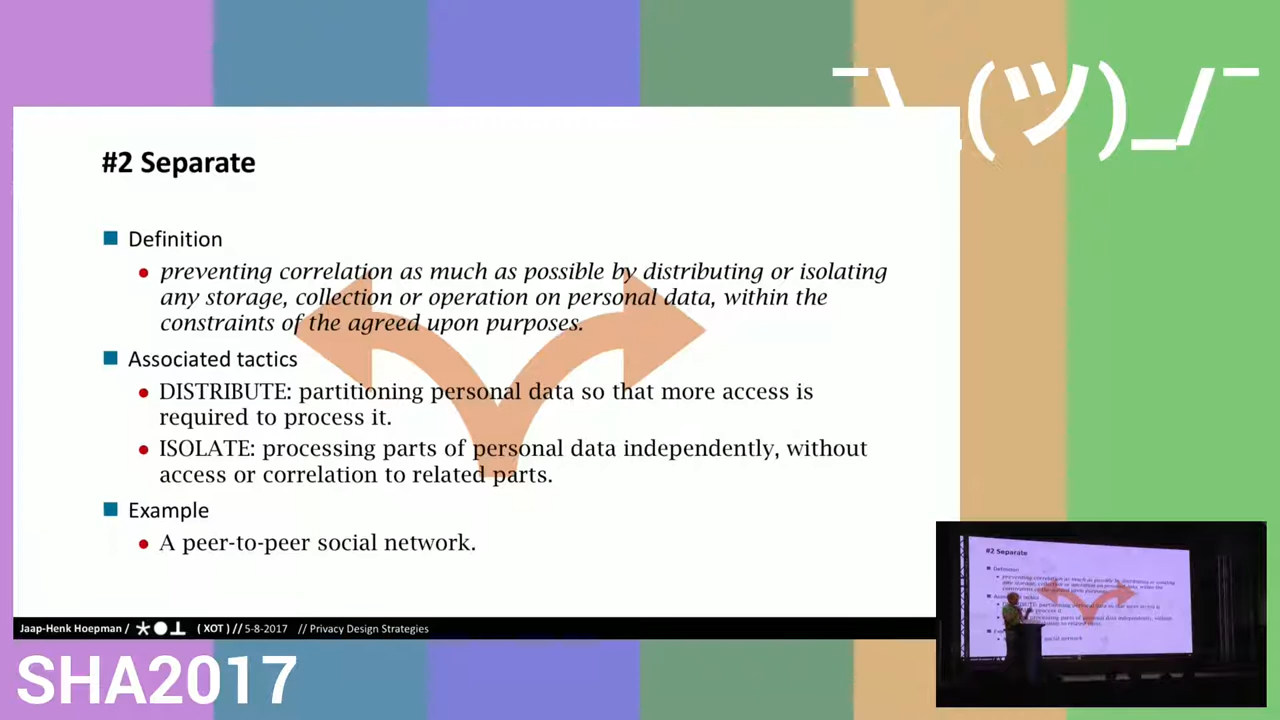 ¯\_(ツ)_/¯
#2 Separate
Definition
preventing correlation as much as possible by distributing or isolating
any storage, collection or operation on personal data, within the
constraints of the agreed upon purposes.
Associated tactics
DISTRIBUTE: partitioning personal data so that more access is
required to process it.
ISOLATE: processing parts of personal data independently, without
access or correlation to related parts.
Example
A peer-to-peer social network.
Jaap-Henk Hoepman / ( XOT ) // 5-8-2017 // Privacy Design Strategies
SHA2017
#2 Separate